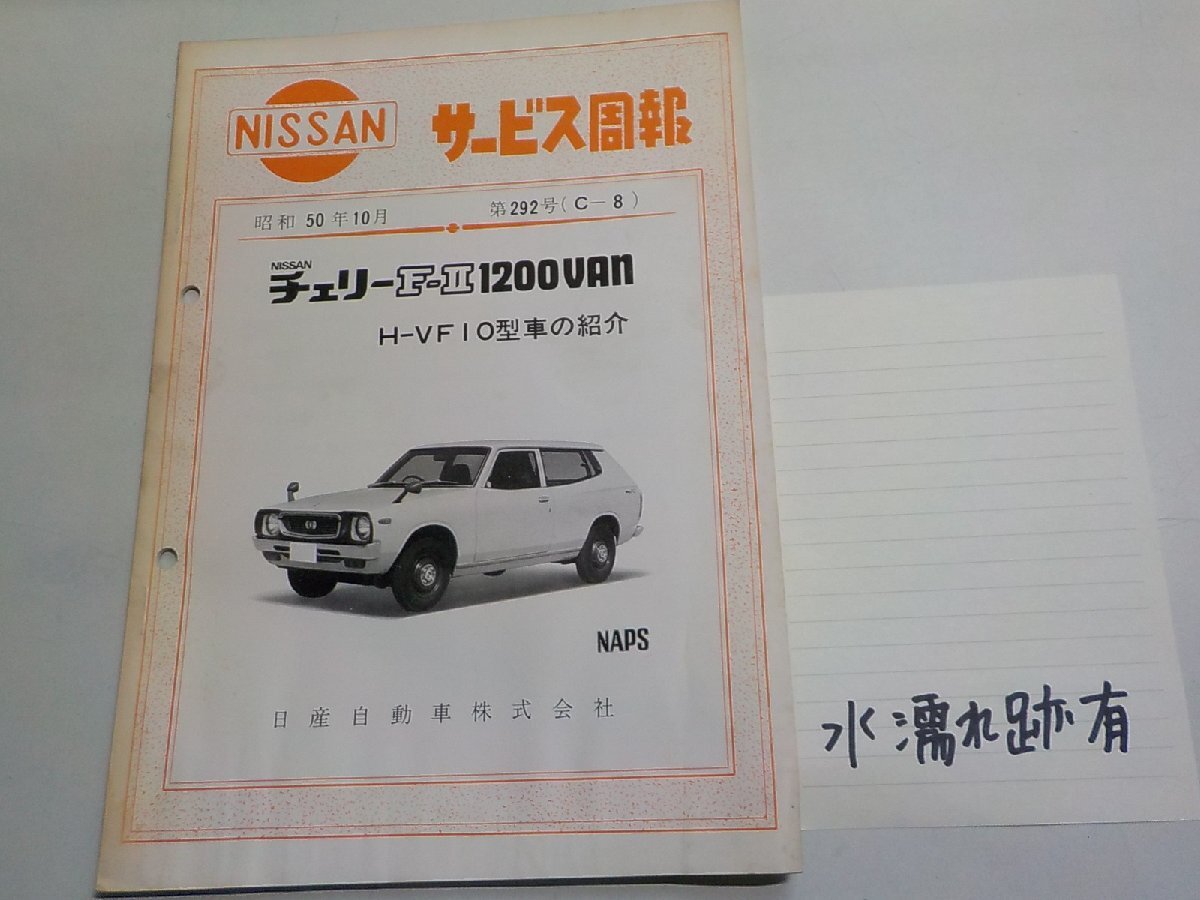 NISSAN
サービス周報
昭和 50年10月 第292号(C-8)
NISSAN
チェリーF-II 1200VAN
H-VF10型車の紹介
NAPS
日産自動車株式会社
水濡れ跡有